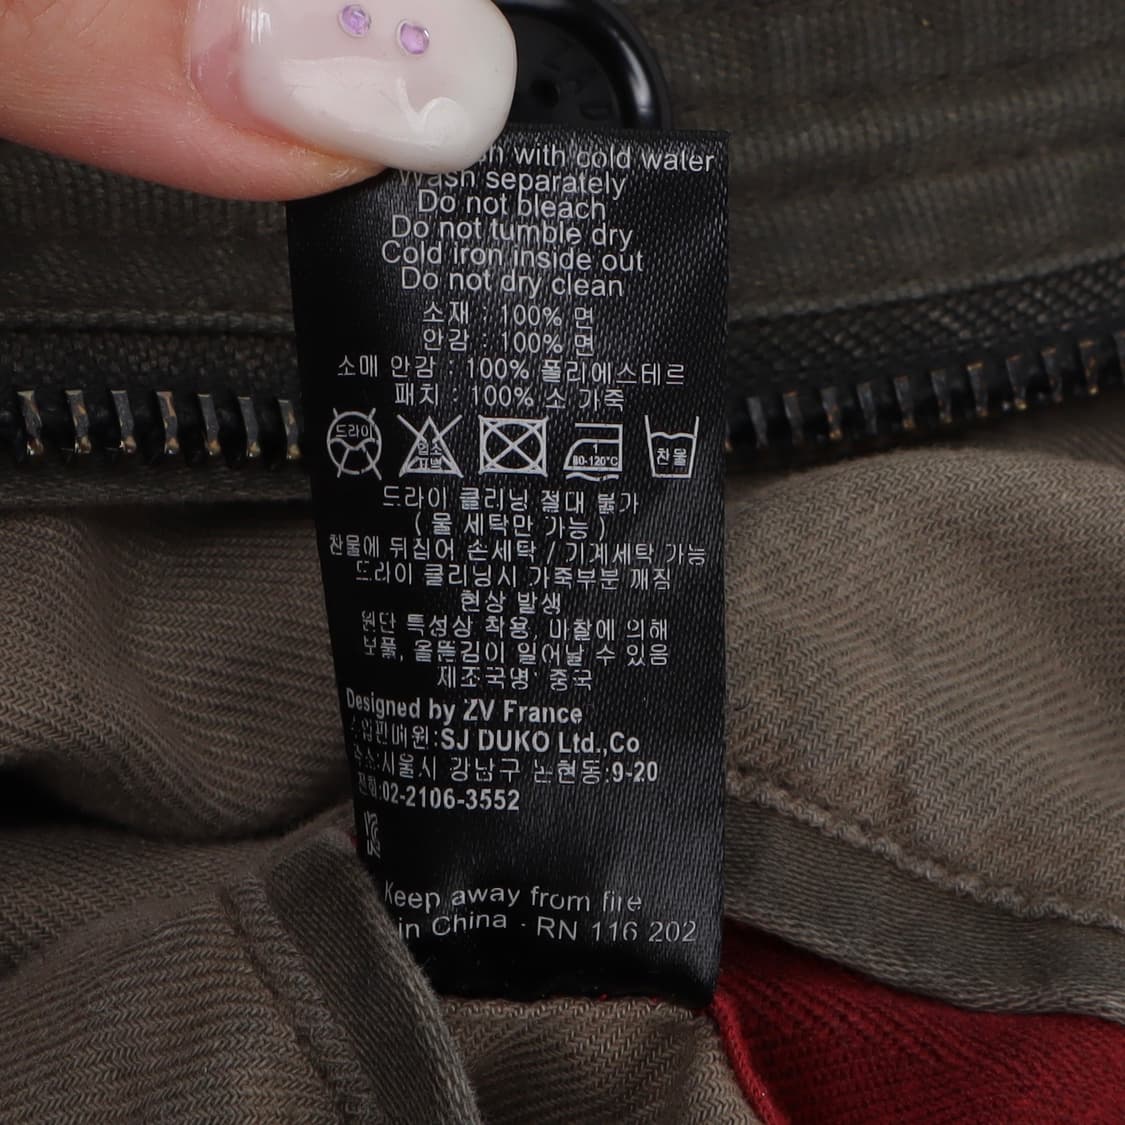 with cold water
Wash separately
Do not bleach
Do not tumble dry
Cold iron inside out
Do not dry clean
소재 : 100% 면
안감 : 100% 면
소매 안감 : 100% 폴리에스테르
패치 : 100% 소 가죽
드라이
염소 표백
1 80-120°C
찬물
드라이 클리닝 절대 불가
( 물 세탁만 가능 )
찬물에 뒤집어 손세탁 / 기계세탁 가능
드라이 클리닝시 가죽부분 깨짐
현상 발생
원단 특성상 착용, 마찰에 의해
보풀, 올뜯김이 일어날 수 있음
제조국명: 중국
Designed by ZV France
입판매원:SJ DUKO Ltd.,Co
주소:서울시 강남구 논현동:9-20
전화:02-2106-3552
Keep away from fire
in China · RN 116 202